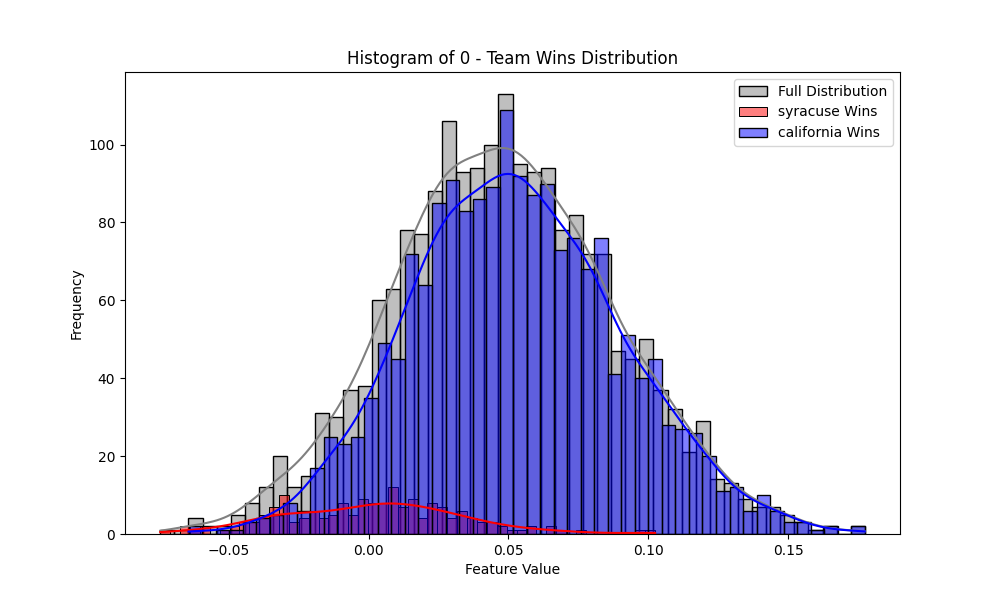 Histogram of 0 - Team Wins Distribution
Full Distribution
syracuse Wins
california Wins
Frequency
100
80
60
40
20
0
−0.05
0.00
0.05
0.10
0.15
Feature Value